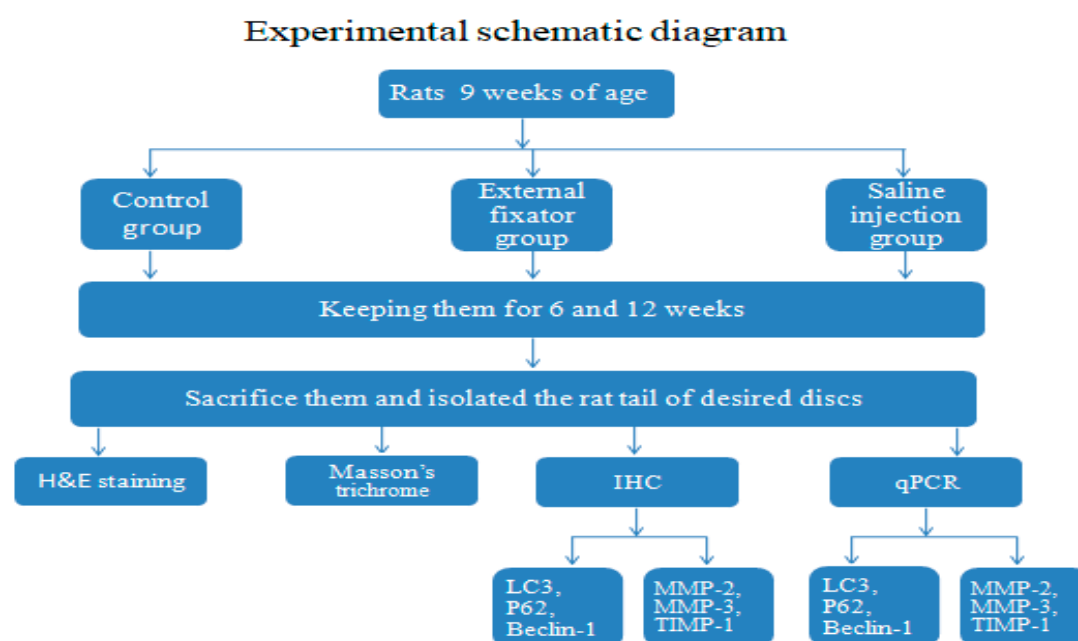 Experimental schematic diagram
Rats 9 weeks of age
Control
group
External
fixator
group
Saline
injection
group
Keeping them for 6 and 12 weeks
Sacrifice them and isolated the rat tail of desired discs
H&E staining
Masson's
trichrome
IHC
qPCR
LC3,
P62,
Beclin-1
MMP-2,
MMP-3,
TIMP-1
LC3,
P62,
Beclin-1
MMP-2,
MMP-3,
TIMP-1